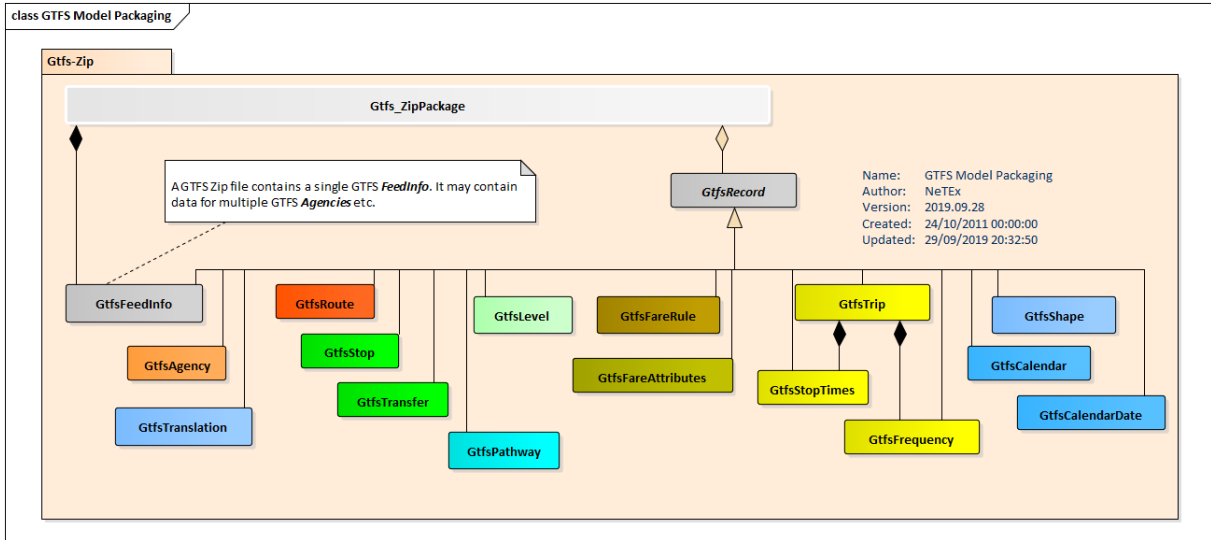 class GTFS Model Packaging
Gtfs-Zip
Gtfs_ZipPackage
A GTFS Zip file contains a single GTFS FeedInfo. It may contain
data for multiple GTFS Agencies etc.
GtfsRecord
Name: GTFS Model Packaging
Author: NeTEx
Version: 2019.09.28
Created: 24/10/2011 00:00:00
Updated: 29/09/2019 20:32:50
GtfsFeedInfo
GtfsRoute
GtfsLevel
GtfsFareRule
GtfsTrip
GtfsShape
GtfsAgency
GtfsStop
GtfsFareAttributes
GtfsStopTimes
GtfsCalendar
GtfsTransfer
GtfsTranslation
GtfsPathway
GtfsFrequency
GtfsCalendarDate